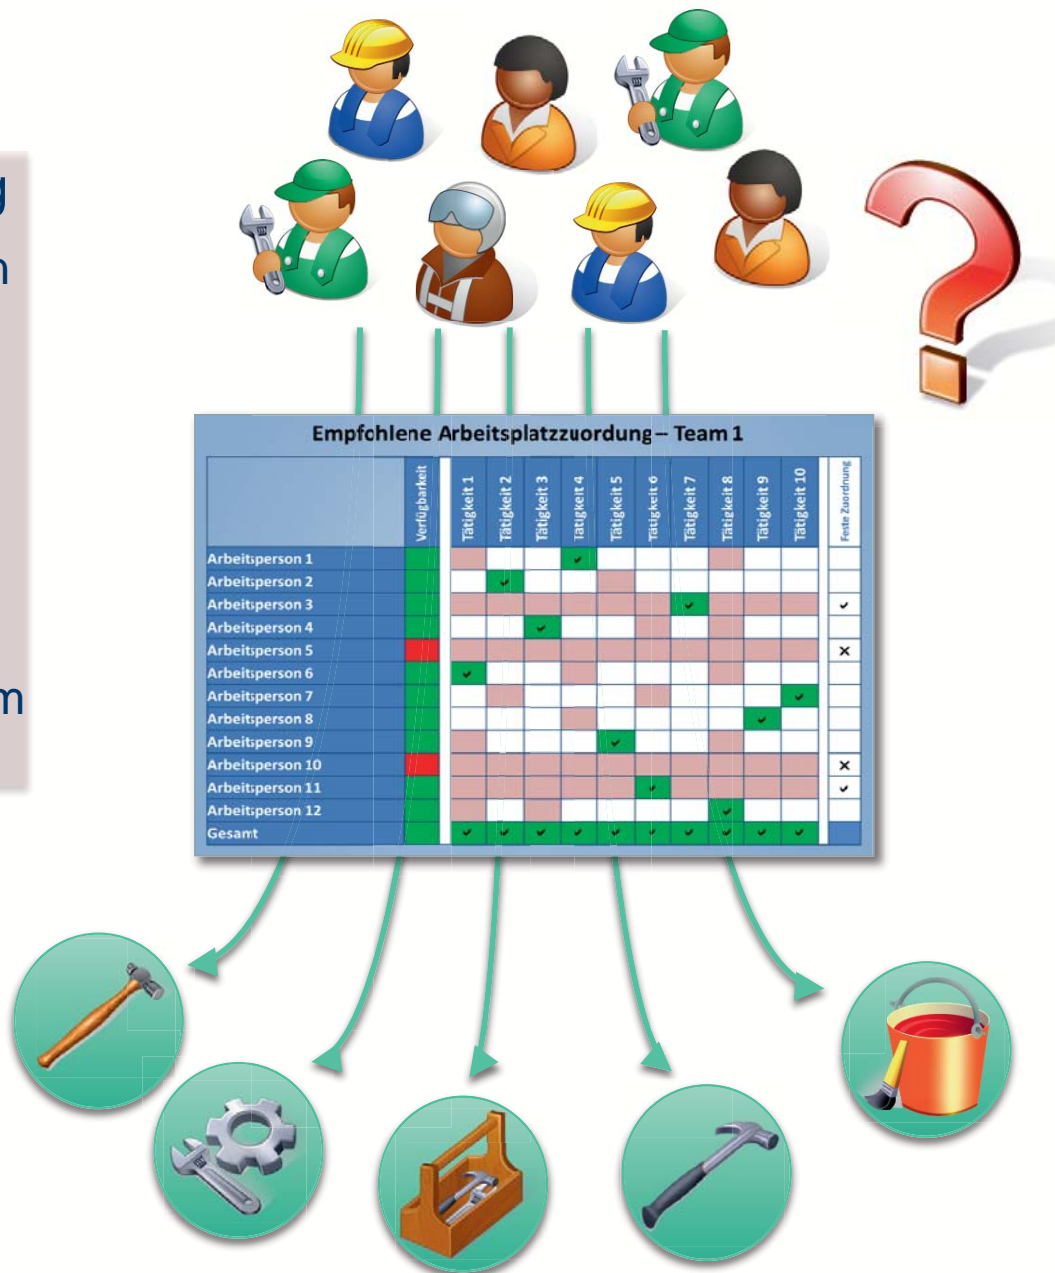 g
n
m
Empfohlene Arbeitsplatzzuordung – Team 1
Verfügbarkeit
Tätigkeit 1
Tätigkeit 2
Tätigkeit 3
Tätigkeit 4
Tätigkeit 5
Tätigkeit 6
Tätigkeit 7
Tätigkeit 8
Tätigkeit 9
Tätigkeit 10
Feste Zuordnung
Arbeitsperson 1
Arbeitsperson 2
Arbeitsperson 3
Arbeitsperson 4
Arbeitsperson 5
Arbeitsperson 6
Arbeitsperson 7
Arbeitsperson 8
Arbeitsperson 9
Arbeitsperson 10
Arbeitsperson 11
Arbeitsperson 12
Gesamt